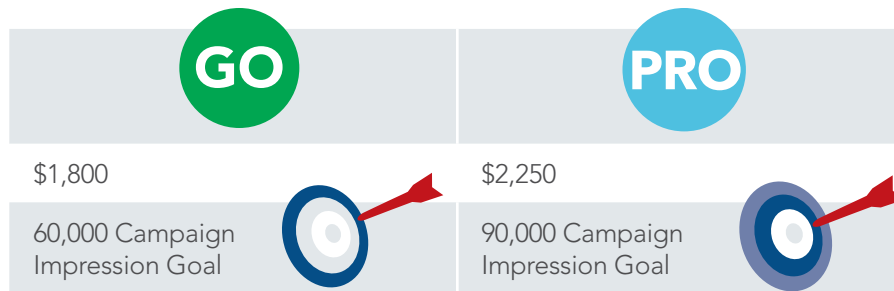 GO
PRO
$1,800
$2,250
60,000 Campaign
Impression Goal
90,000 Campaign
Impression Goal